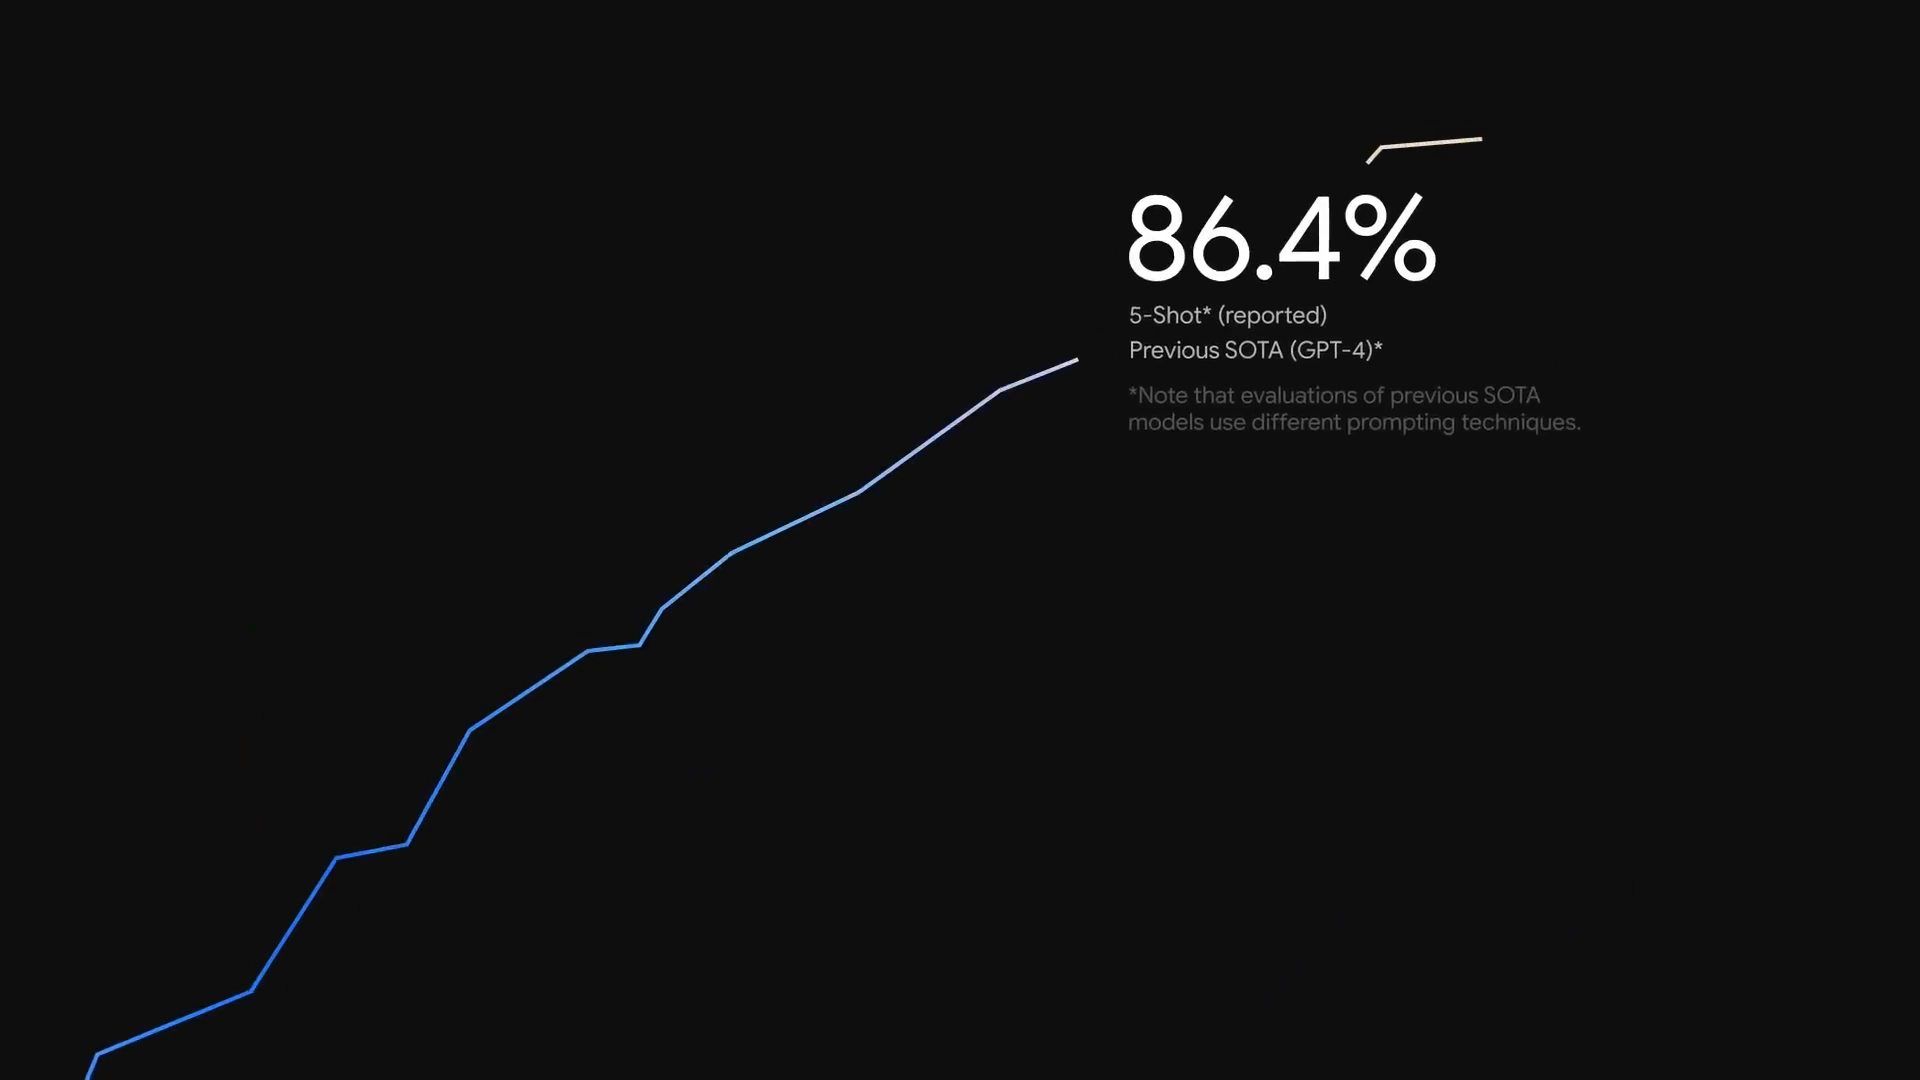 86.4%
5-Shot* (reported)
Previous SOTA (GPT-4)*
*Note that evaluations of previous SOTA
models use different prompting techniques.